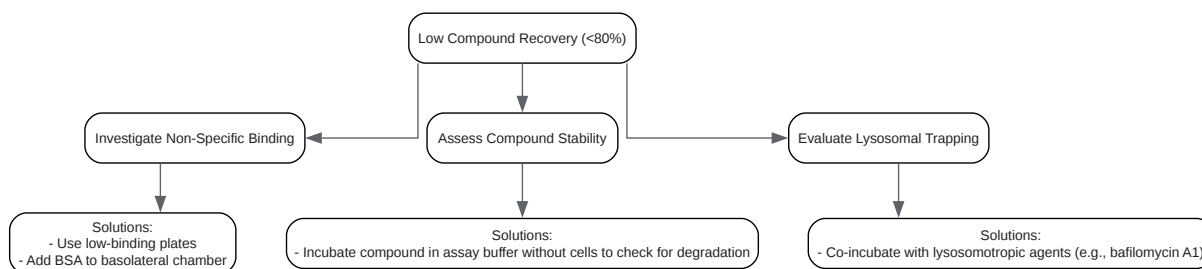 Low Compound Recovery (<80%)
Investigate Non-Specific Binding
Assess Compound Stability
Evaluate Lysosomal Trapping
Solutions:
- Use low-binding plates
- Add BSA to basolateral chamber
Solutions:
- Incubate compound in assay buffer without cells to check for degradation
Solutions:
- Co-incubate with lysosomotropic agents (e.g., bafilomycin A1)